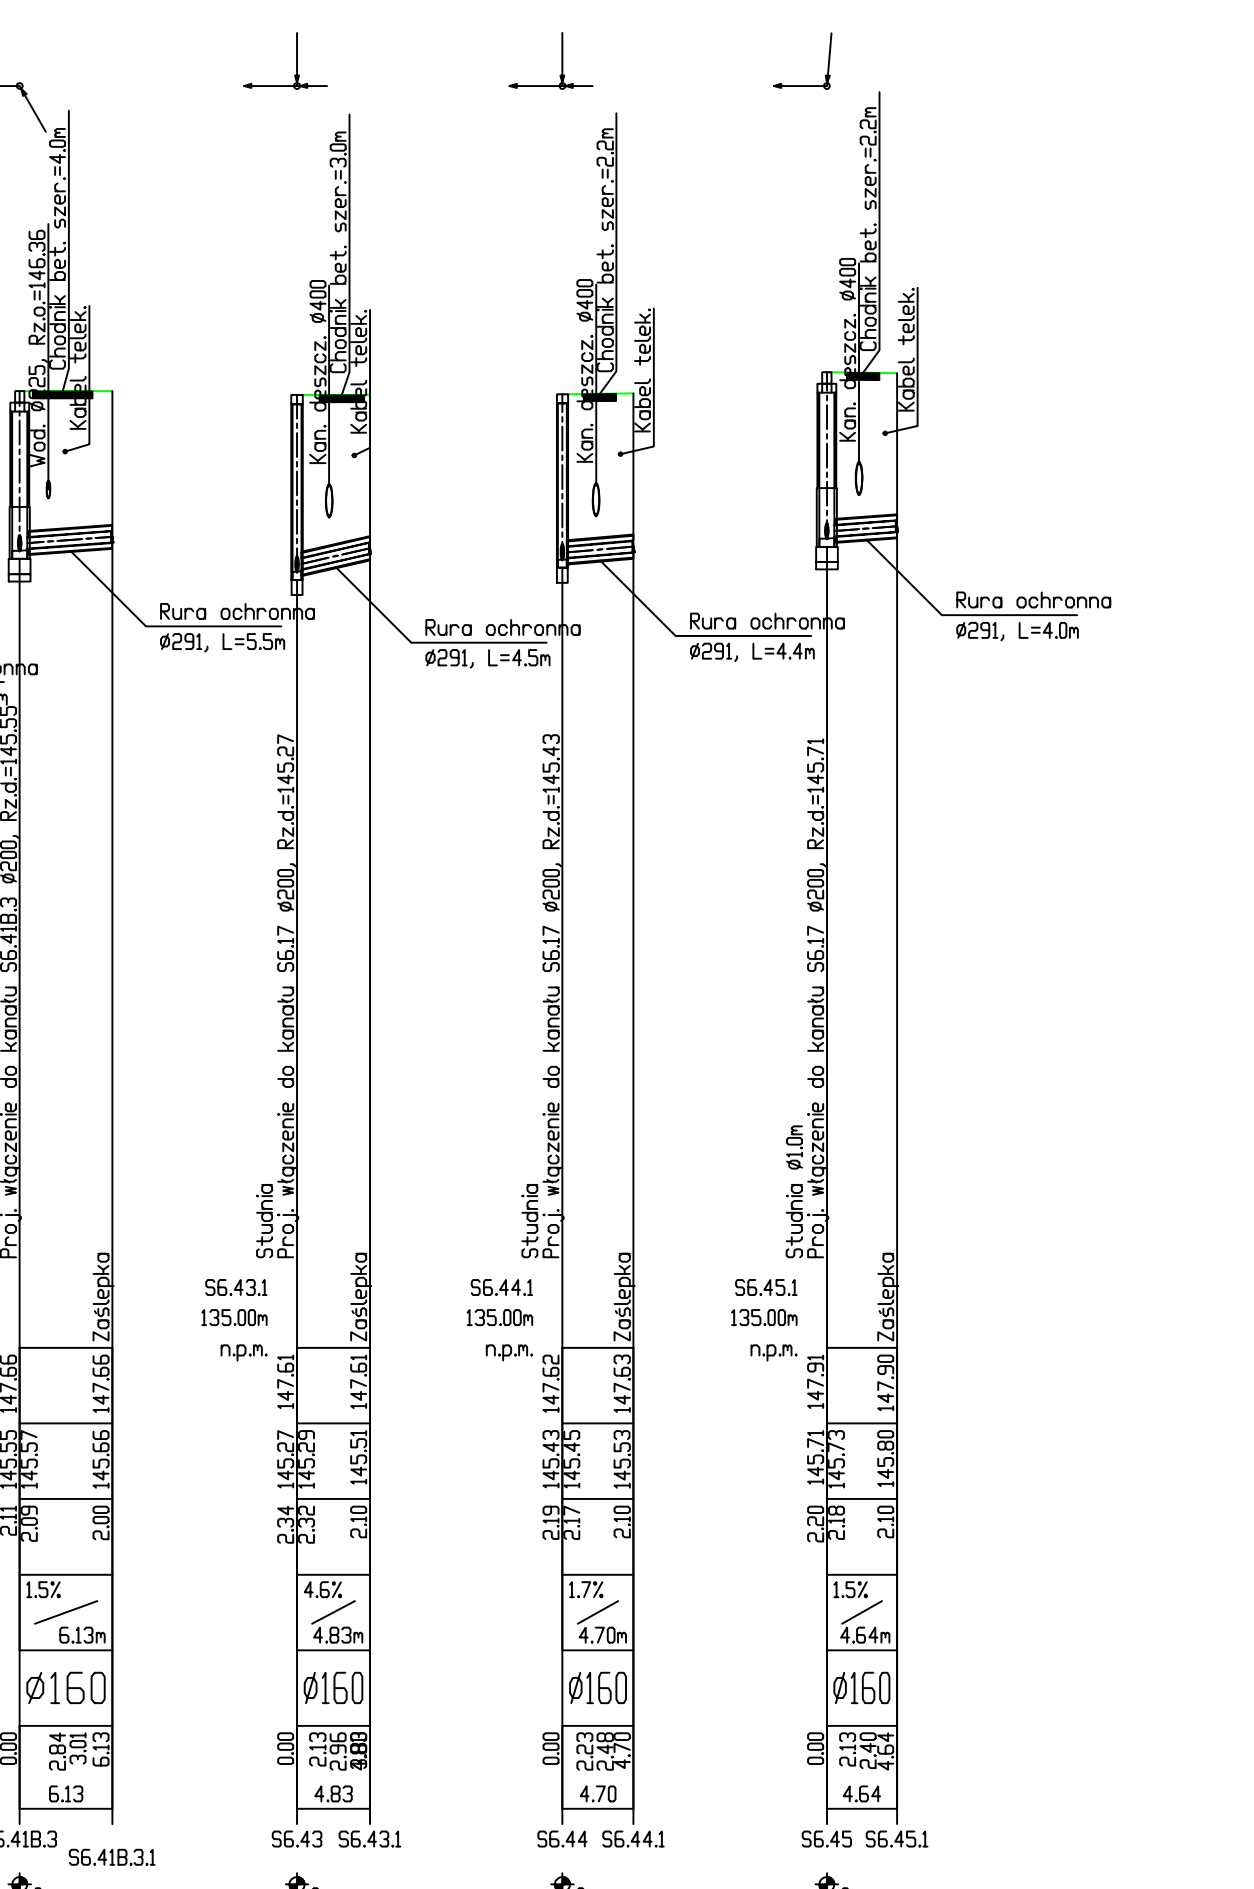 Wod. Ø225, Rz.o.=146.36
Chodnik bet. szer.=4.0m
Kabel telek.
Rura ochronna
Ø291, L=5.5m
Proj. włączenie do kanału S6.41B.3 Ø200, Rz.d.=145.55
Zaślepka
147.66
147.66
145.55
145.57
145.66
2.11
2.09
2.00
1.5%
6.13m
Ø160
0.00
2.84
3.01
6.13
6.13
S6.41B.3.1
Kan. deszcz. Ø400
Chodnik bet. szer.=3.0m
Kabel telek.
Rura ochronna
Ø291, L=4.5m
Studnia
Proj. włączenie do kanału S6.17 Ø200, Rz.d.=145.27
Zaślepka
S6.43.1
135.00m
n.p.m.
147.61
147.61
145.27
145.29
145.51
2.34
2.32
2.10
4.6%
4.83m
Ø160
0.00
2.13
2.96
4.83
4.83
S6.43
S6.43.1
Kan. deszcz. Ø400
Chodnik bet. szer.=2.2m
Kabel telek.
Rura ochronna
Ø291, L=4.4m
Studnia
Proj. włączenie do kanału S6.17 Ø200, Rz.d.=145.43
Zaślepka
S6.44.1
135.00m
n.p.m.
147.62
147.63
145.43
145.45
145.53
2.19
2.17
2.10
1.7%
4.70m
Ø160
0.00
2.23
2.48
4.70
4.70
S6.44
S6.44.1
Kan. deszcz. Ø400
Chodnik bet. szer.=2.2m
Kabel telek.
Rura ochronna
Ø291, L=4.0m
Studnia Ø1.0m
Proj. włączenie do kanału S6.17 Ø200, Rz.d.=145.71
Zaślepka
S6.45.1
135.00m
n.p.m.
147.91
147.90
145.71
145.73
145.80
2.20
2.18
2.10
1.5%
4.64m
Ø160
0.00
2.13
2.40
4.64
4.64
S6.45
S6.45.1